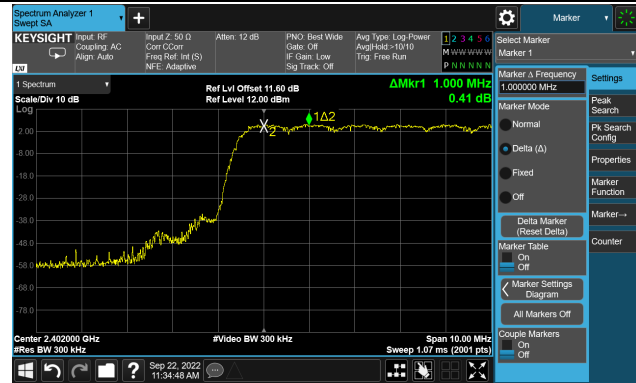 Spectrum Analyzer 1
Swept SA
Marker
KEYSIGHT
Input: RF
Coupling: AC
Align: Auto
LXI
Input Z: 50 Ω
Corr CCorr
Freq Ref: Int (S)
NFE: Adaptive
Atten: 12 dB
PNO: Best Wide
Gate: Off
IF Gain: Low
Sig Track: Off
Avg Type: Log-Power
Avg|Hold:>10/10
Trig: Free Run
1 2 3 4 5 6
M W W W W W
P N N N N N
Select Marker
Marker 1
1 Spectrum
Scale/Div 10 dB
Ref Lvl Offset 11.60 dB
Ref Level 12.00 dBm
ΔMkr1 1.000 MHz
0.41 dB
Log
2.00
-8.00
-18.0
-28.0
-38.0
-48.0
-58.0
-68.0
-78.0
1Δ2
X2
Center 2.402000 GHz
#Res BW 300 kHz
#Video BW 300 kHz
Span 10.00 MHz
Sweep 1.07 ms (2001 pts)
Marker Δ Frequency
1.000000 MHz
Marker Mode
Normal
Delta (Δ)
Fixed
Off
Delta Marker
(Reset Delta)
Marker Table
On
Off
Marker Settings
Diagram
All Markers Off
Couple Markers
On
Off
Settings
Peak
Search
Pk Search
Config
Properties
Marker
Function
Marker→
Counter
Sep 22, 2022
11:34:48 AM